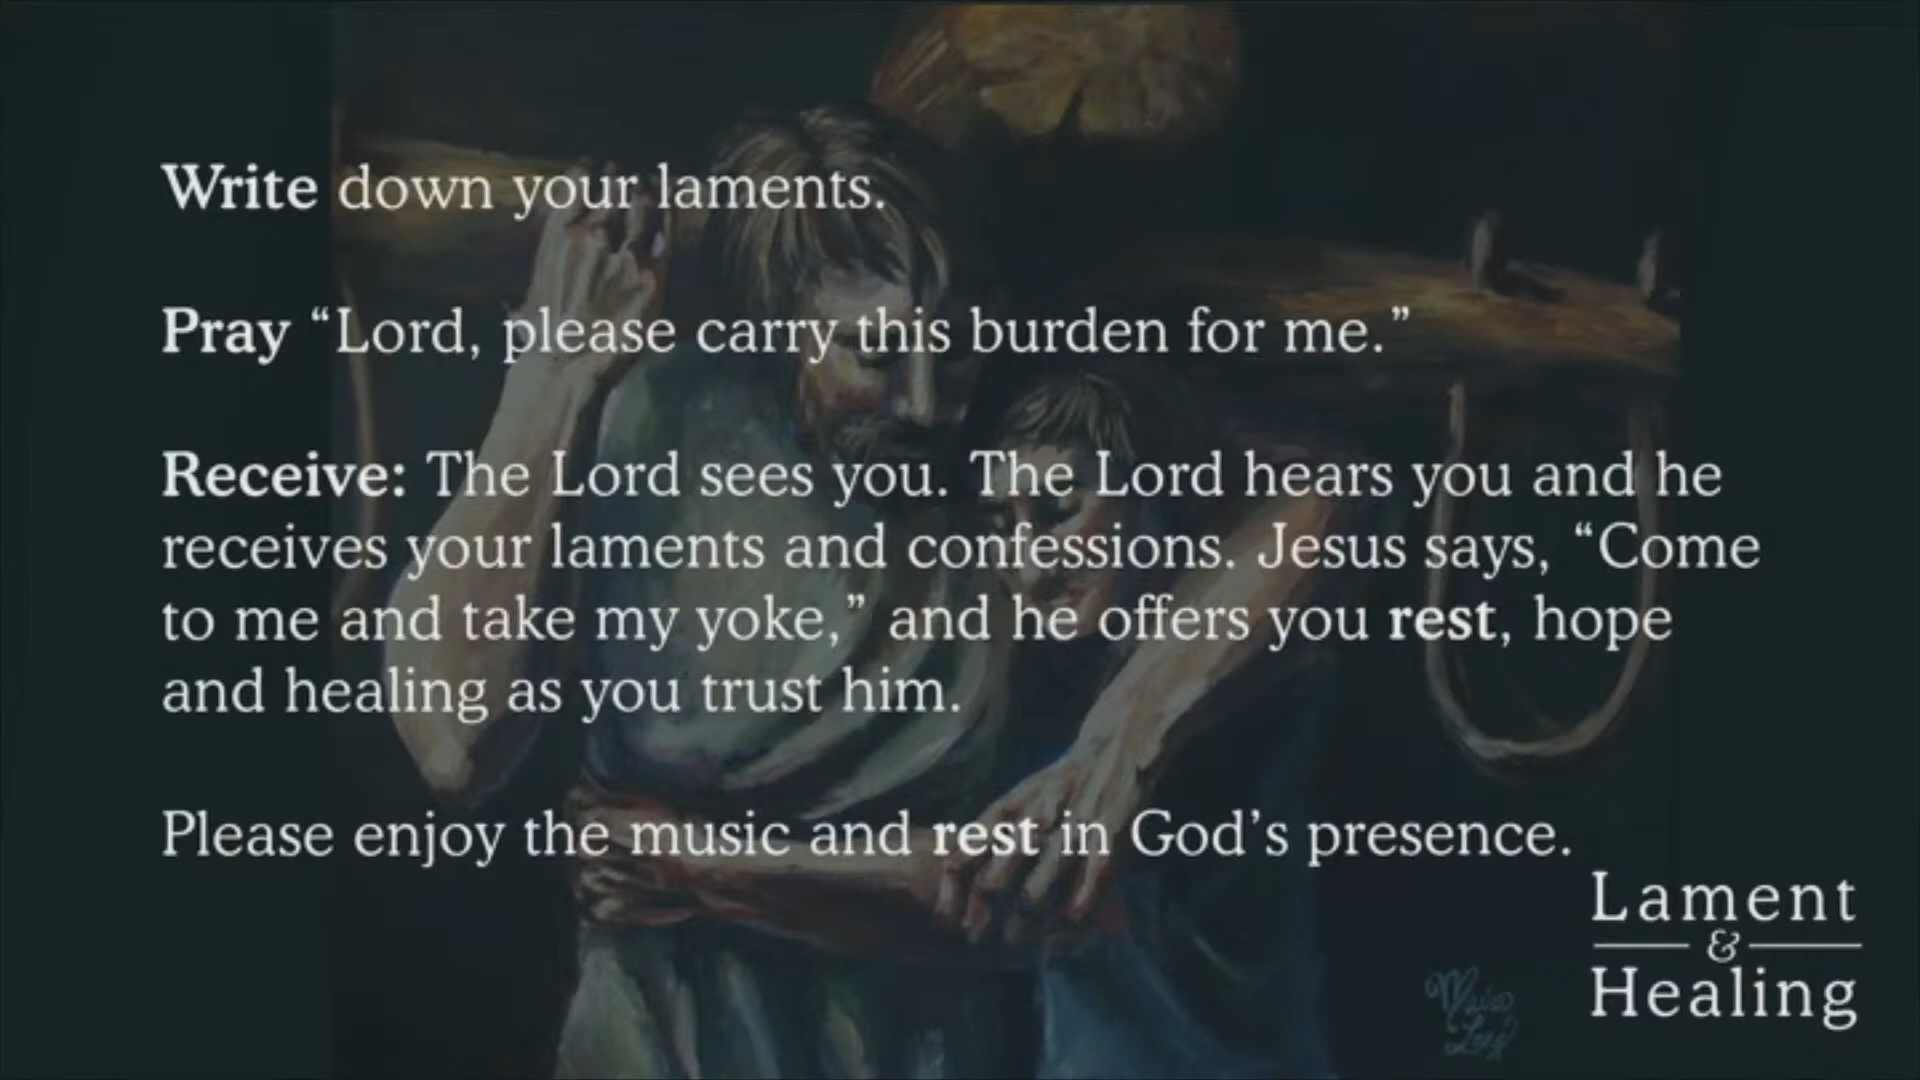 Write down your laments.
Pray “Lord, please carry this burden for me.”
Receive: The Lord sees you. The Lord hears you and he
receives your laments and confessions. Jesus says, “Come
to me and take my yoke,” and he offers you rest, hope
and healing as you trust him.
Please enjoy the music and rest in God’s presence.
Lament
&
Healing